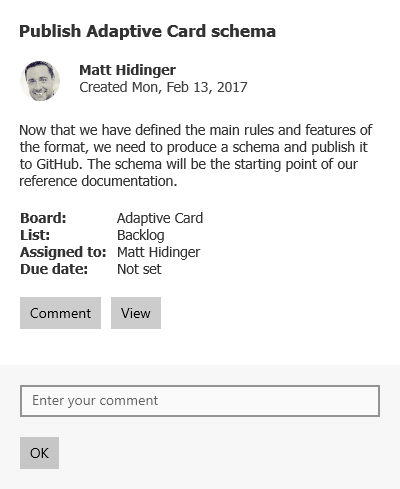 Publish Adaptive Card schema
Matt Hidinger
Created Mon, Feb 13, 2017
Now that we have defined the main rules and features of
the format, we need to produce a schema and publish it
to GitHub. The schema will be the starting point of our
reference documentation.
Board: Adaptive Card
List: Backlog
Assigned to: Matt Hidinger
Due date: Not set
Comment View
Enter your comment
OK